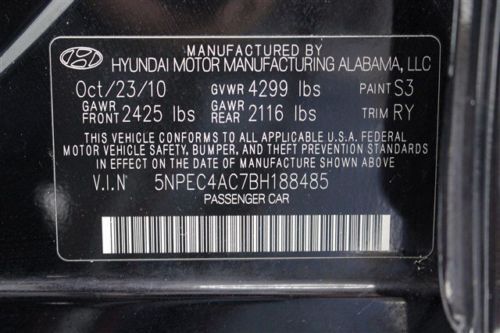 MANUFACTURED BY
HYUNDAI MOTOR MANUFACTURING ALABAMA, LLC
Oct/23/10 GVWR 4299 lbs PAINT S3
GAWR FRONT 2425 lbs GAWR REAR 2116 lbs TRIM RY
THIS VEHICLE CONFORMS TO ALL APPLICABLE U.S.A. FEDERAL
MOTOR VEHICLE SAFETY, BUMPER, AND THEFT PREVENTION STANDARDS
IN EFFECT ON THE DATE OF MANUFACTURE SHOWN ABOVE.
V.I.N 5NPEC4AC7BH188485
PASSENGER CAR